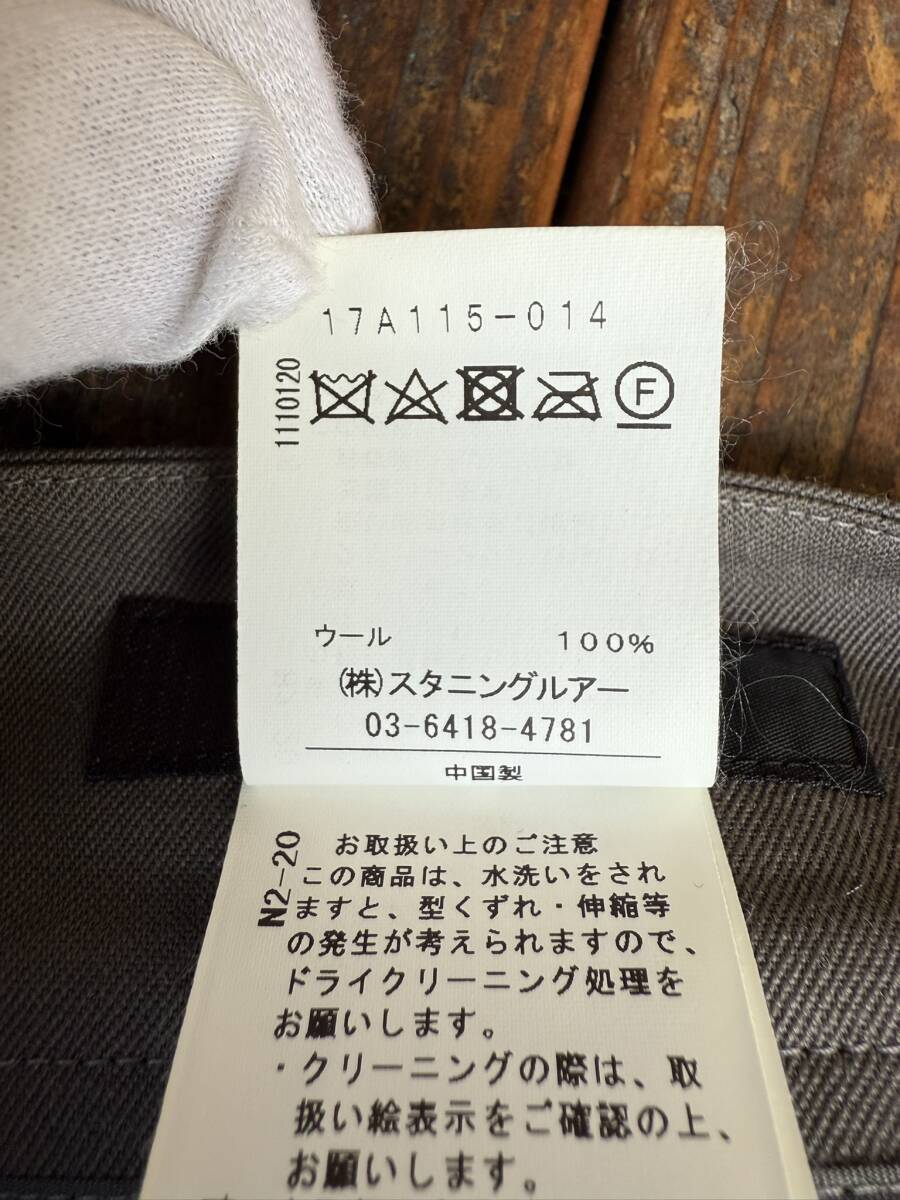 17A115-014
1110120
F
ウール 100%
(株)スタニングルアー
03-6418-4781
中国製
N2-20
お取扱い上のご注意
この商品は、水洗いをされ
ますと、型くずれ・伸縮等
の発生が考えられますので、
ドライクリーニング処理を
お願いします。
・クリーニングの際は、取
扱い絵表示をご確認の上、
お願いします。